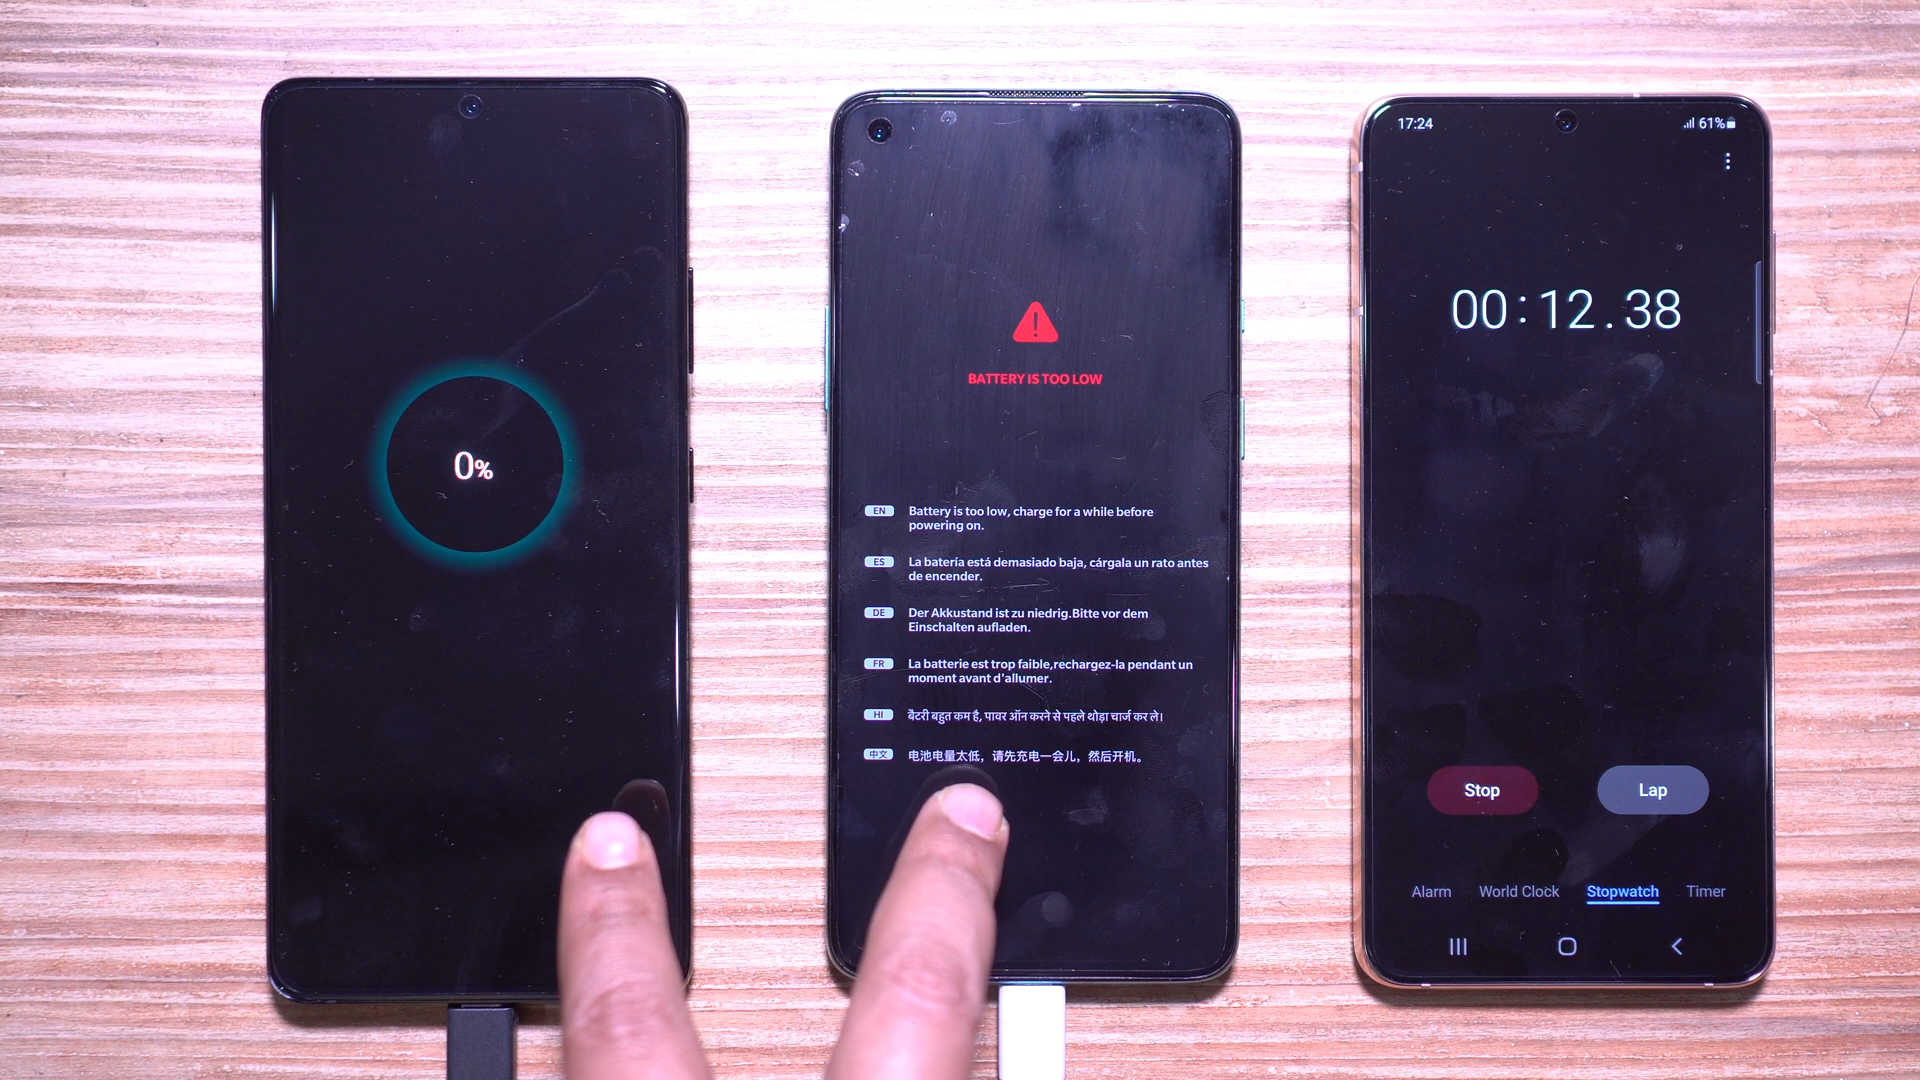 0%
BATTERY IS TOO LOW
EN Battery is too low, charge for a while before
powering on.
ES La batería está demasiado baja, cárgala un rato antes
de encender.
DE Der Akkustand ist zu niedrig.Bitte vor dem
Einschalten aufladen.
FR La batterie est trop faible,rechargez-la pendant un
moment avant d'allumer.
HI बैटरी बहुत कम है, पावर ऑन करने से पहले थोड़ा चार्ज कर ले।
中文 电池电量太低，请先充电一会儿，然后开机。
17:24 61%
00:12.38
Stop Lap
Alarm World Clock Stopwatch Timer